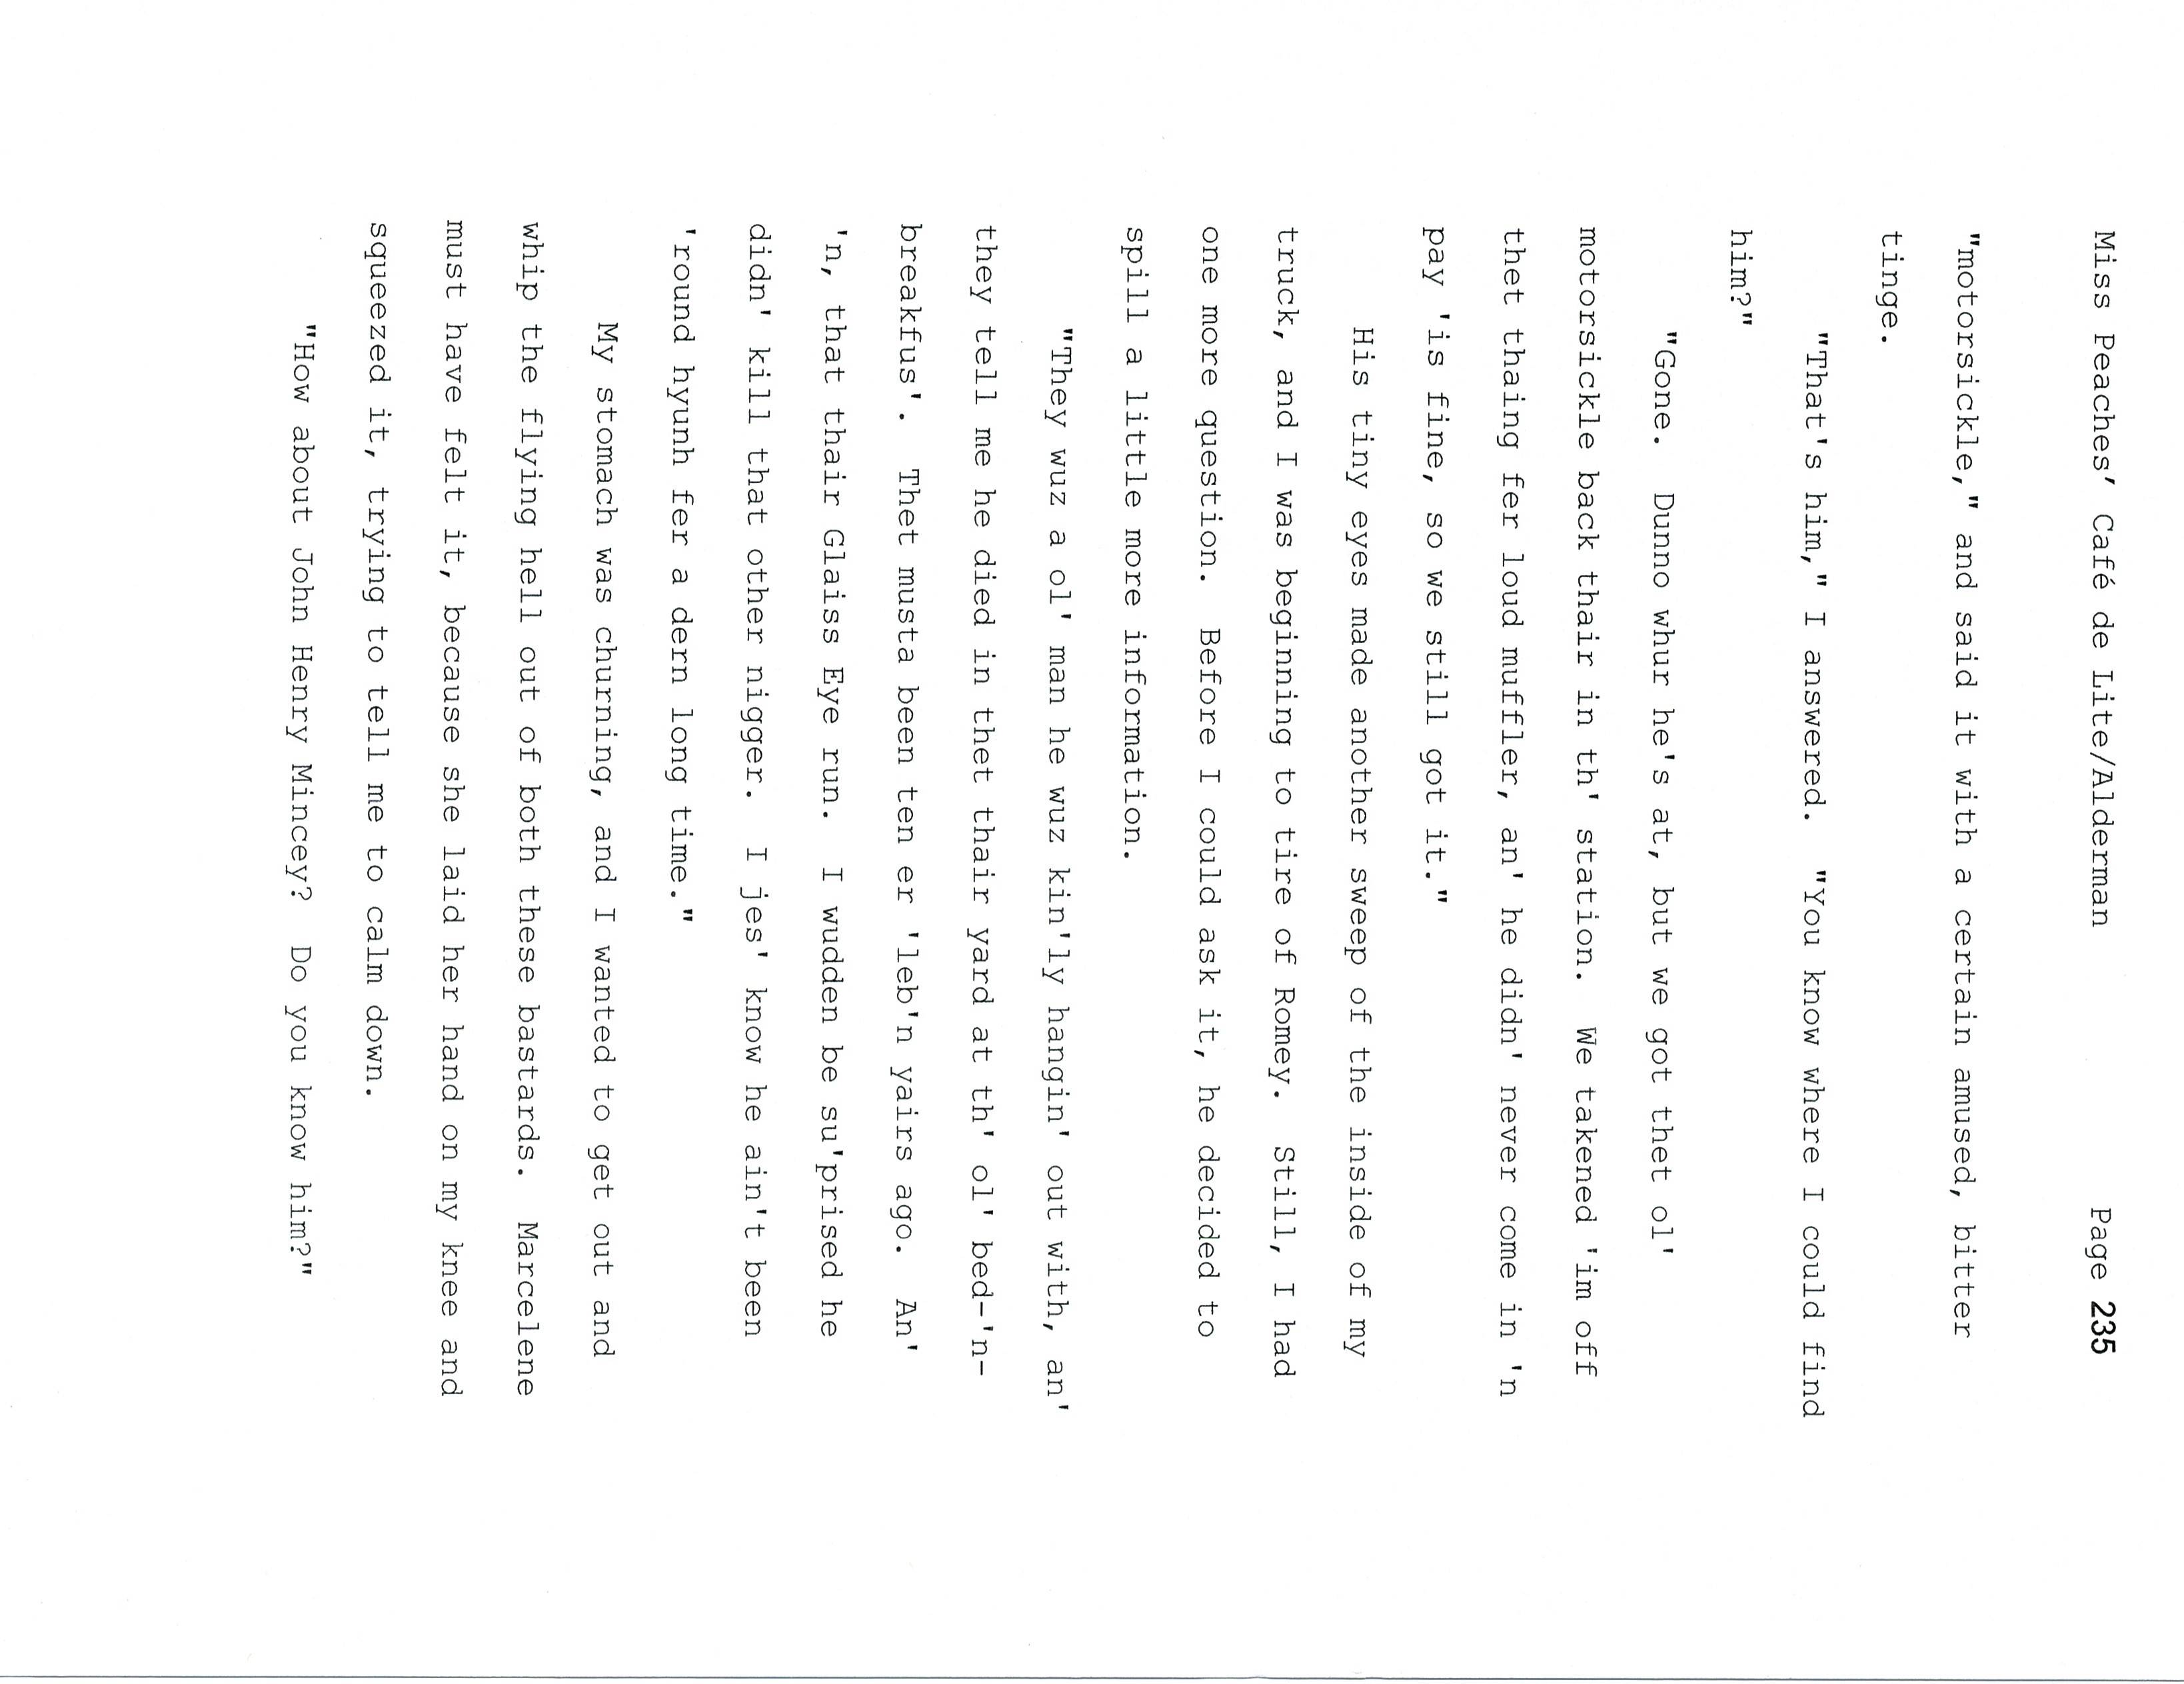 Miss Peaches’ Café de Lite/Alderman Page 235
"motorsickle," and said it with a certain amused, bitter
tinge.
"That's him," I answered. "You know where I could find
him?"
"Gone. Dunno whur he's at, but we got thet ol'
motorsickle back thair in th' station. We takened 'im off
thet thaing fer loud muffler, an' he didn' never come in 'n
pay 'is fine, so we still got it."
His tiny eyes made another sweep of the inside of my
truck, and I was beginning to tire of Romey. Still, I had
one more question. Before I could ask it, he decided to
spill a little more information.
"They wuz a ol' man he wuz kin'ly hangin' out with, an'
they tell me he died in thet thair yard at th' ol' bed-'n-
breakfus'. Thet musta been ten er 'leb'n yairs ago. An'
'n, that thair Glaiss Eye run. I wudden be su'prised he
didn' kill that other nigger. I jes' know he ain't been
'round hyunh fer a dern long time."
My stomach was churning, and I wanted to get out and
whip the flying hell out of both these bastards. Marcelene
must have felt it, because she laid her hand on my knee and
squeezed it, trying to tell me to calm down.
"How about John Henry Mincey? Do you know him?"